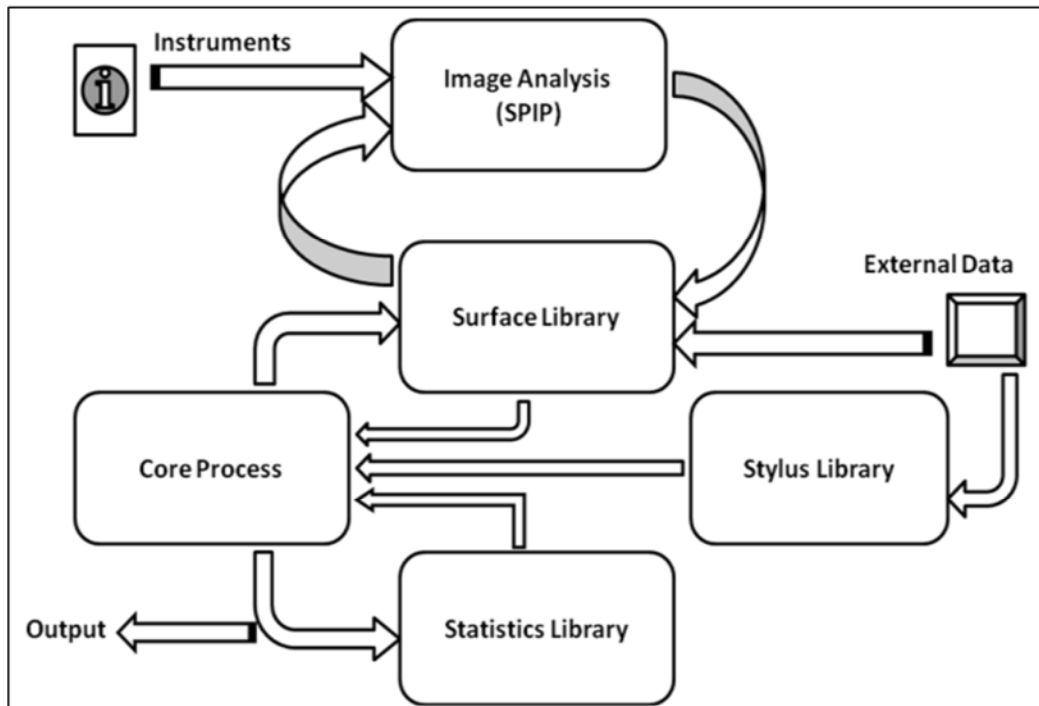 Instruments
i
Image Analysis
(SPIP)
External Data
Surface Library
Core Process
Stylus Library
Output
Statistics Library